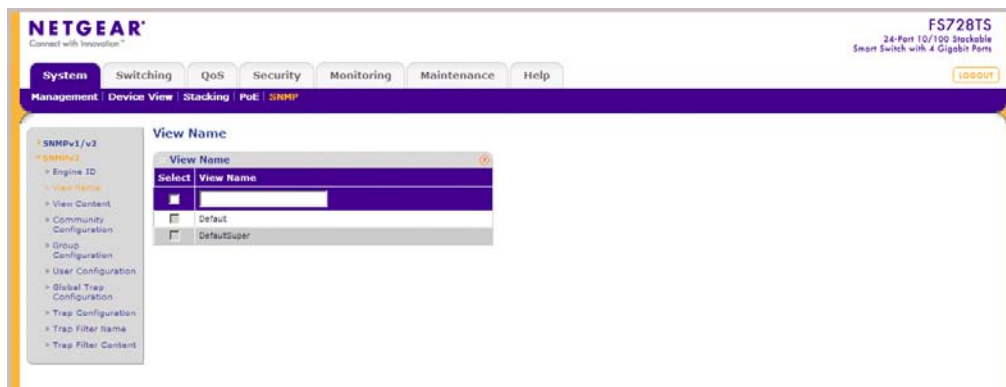 NETGEAR®
Connect with Innovation™
FS728TS
24-Port 10/100 Stackable
Smart Switch with 4 Gigabit Ports
System Switching QoS Security Monitoring Maintenance Help
LOGOUT
Management Device View Stacking PoE SNMP
SNMPv1/v2
SNMPv3
Engine ID
View Name
View Content
Community
Configuration
Group
Configuration
User Configuration
Global Trap
Configuration
Trap Configuration
Trap Filter Name
Trap Filter Content
View Name
View Name
Select View Name
Default
DefaultSuper